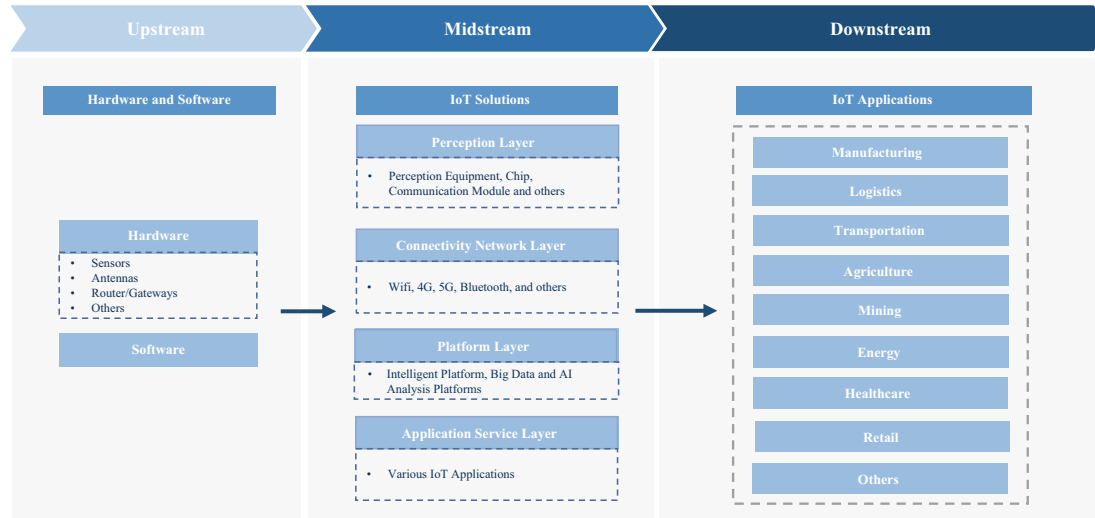 Upstream
Midstream
Downstream
Hardware and Software
Hardware
• Sensors
• Antennas
• Router/Gateways
• Others
Software
IoT Solutions
Perception Layer
• Perception Equipment, Chip,
Communication Module and others
Connectivity Network Layer
• Wifi, 4G, 5G, Bluetooth, and others
Platform Layer
• Intelligent Platform, Big Data and AI
Analysis Platforms
Application Service Layer
• Various IoT Applications
IoT Applications
Manufacturing
Logistics
Transportation
Agriculture
Mining
Energy
Healthcare
Retail
Others